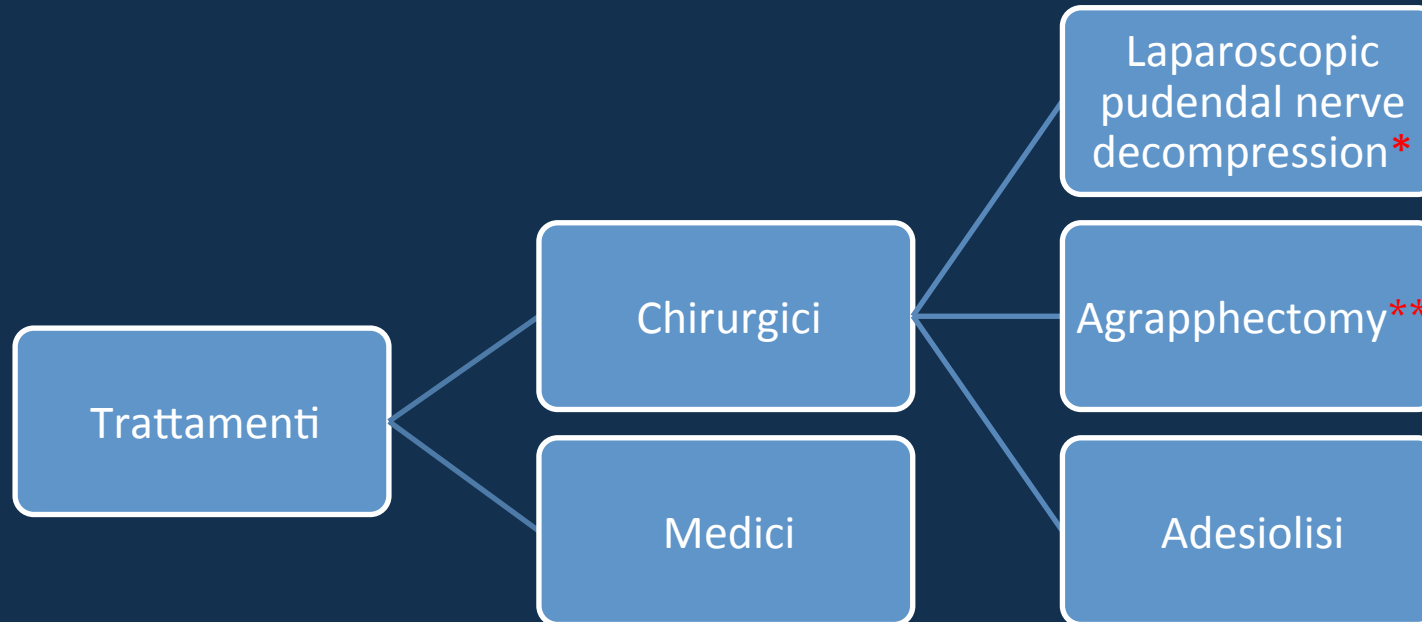 Trattamenti
Chirurgici
Medici
Laparoscopic
pudendal nerve
decompression*
Agrapphectomy**
Adesiolisi